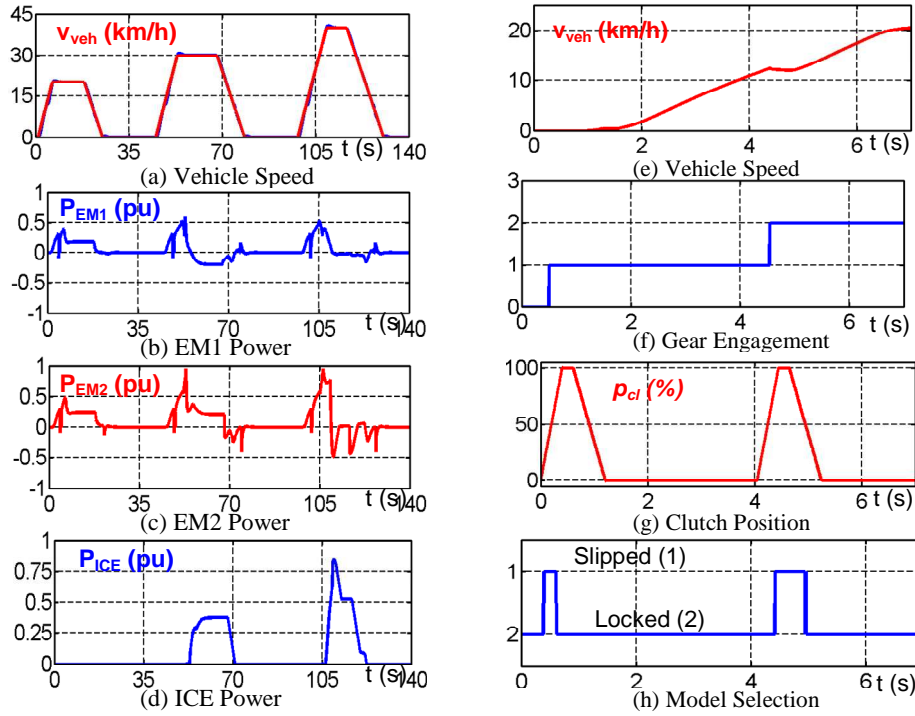 45
v_veh (km/h)
30
15
0
0 35 70 105 t (s) 140
(a) Vehicle Speed
1
P_EM1 (pu)
0.5
0
-0.5
-1
0 35 70 105 t (s) 140
(b) EM1 Power
1
P_EM2 (pu)
0.5
0
-0.5
-1
0 35 70 105 t (s) 140
(c) EM2 Power
1
P_ICE (pu)
0.75
0.5
0.25
0
0 35 70 105 t (s) 140
(d) ICE Power
v_veh (km/h)
20
10
0
0 2 4 6 t (s)
(e) Vehicle Speed
3
2
1
0
0 2 4 6 t (s)
(f) Gear Engagement
100
p_cl (%)
50
0
0 2 4 6 t (s)
(g) Clutch Position
Slipped (1)
1
Locked (2)
2
0 2 4 6 t (s)
(h) Model Selection